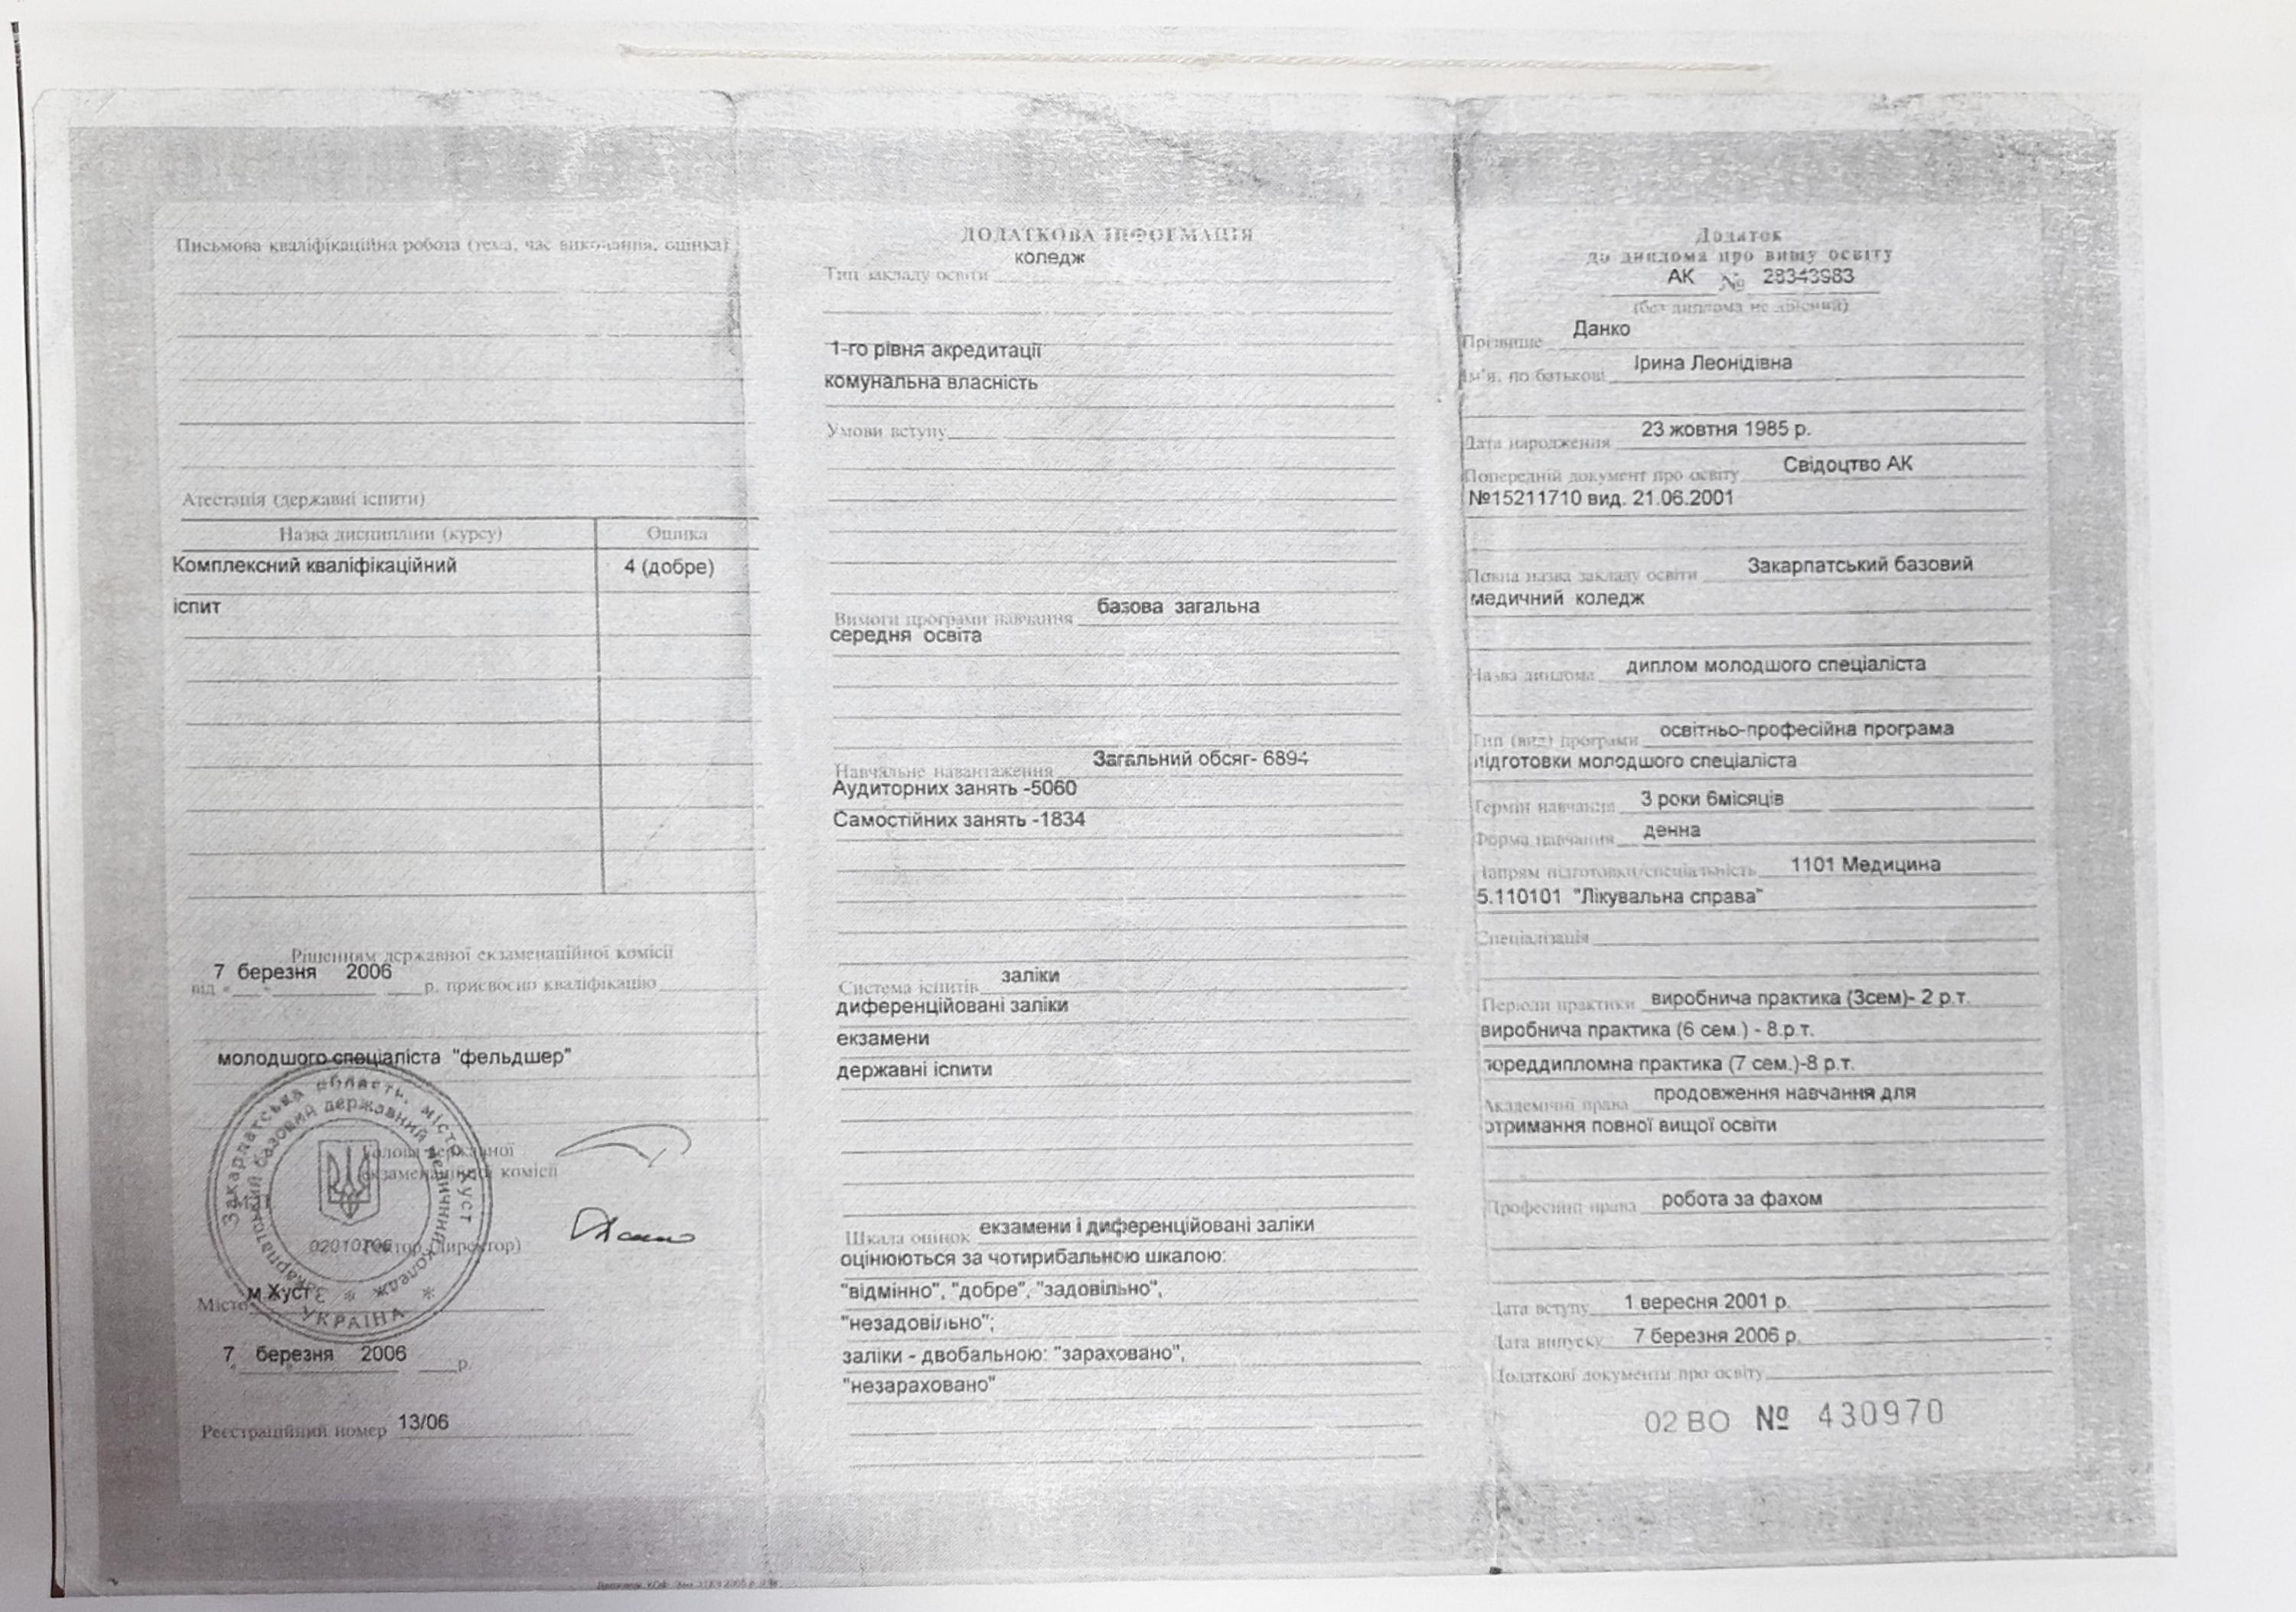 Письмова кваліфікаційна робота (тема, час виконання, оцінка)
Атестація (державні іспити)
Назва дисципліни (курсу) Оцінка
Комплексний кваліфікаційний 4 (добре)
іспит
Рішенням державної екзаменаційної комісії
від « 7 » березня 2006 р. присвоєно кваліфікацію
молодшого спеціаліста "фельдшер"
Закарпатська область, місто Хуст
Закарпатський базовий державний медичний коледж
УКРАЇНА
Голова державної
екзаменаційної комісії
(директор)
Місто м.Хуст
7 березня 2006 р.
Реєстраційний номер 13/06
ДОДАТКОВА ІНФОРМАЦІЯ
Тип закладу освіти коледж
1-го рівня акредитації
комунальна власність
Умови вступу
Вимоги програми навчання базова загальна
середня освіта
Навчальне навантаження Загальний обсяг- 6894
Аудиторних занять -5060
Самостійних занять -1834
Система іспитів заліки
диференційовані заліки
екзамени
державні іспити
Шкала оцінок екзамени і диференційовані заліки
оцінюються за чотирибальною шкалою:
"відмінно", "добре", "задовільно",
"незадовільно";
заліки - двобальною: "зараховано",
"незараховано"
Додаток
до диплома про вищу освіту
АК № 28343983
(без диплома не дійсний)
Прізвище Данко
Ім'я, по батькові Ірина Леонідівна
Дата народження 23 жовтня 1985 р.
Попередній документ про освіту Свідоцтво АК
№15211710 вид. 21.06.2001
Повна назва закладу освіти Закарпатський базовий
медичний коледж
Назва диплома диплом молодшого спеціаліста
Тип (вид) програми освітньо-професійна програма
підготовки молодшого спеціаліста
Термін навчання 3 роки 6місяців
Форма навчання денна
Напрям підготовки/спеціальність 1101 Медицина
5.110101 "Лікувальна справа"
Спеціалізація
Періоди практики виробнича практика (3сем)- 2 р.т.
виробнича практика (6 сем.) - 8.р.т.
переддипломна практика (7 сем.)-8 р.т.
Академічні права продовження навчання для
отримання повної вищої освіти
Професійні права робота за фахом
Дата вступу 1 вересня 2001 р.
Дата випуску 7 березня 2006 р.
Додаткові документи про освіту
02 ВО № 430970